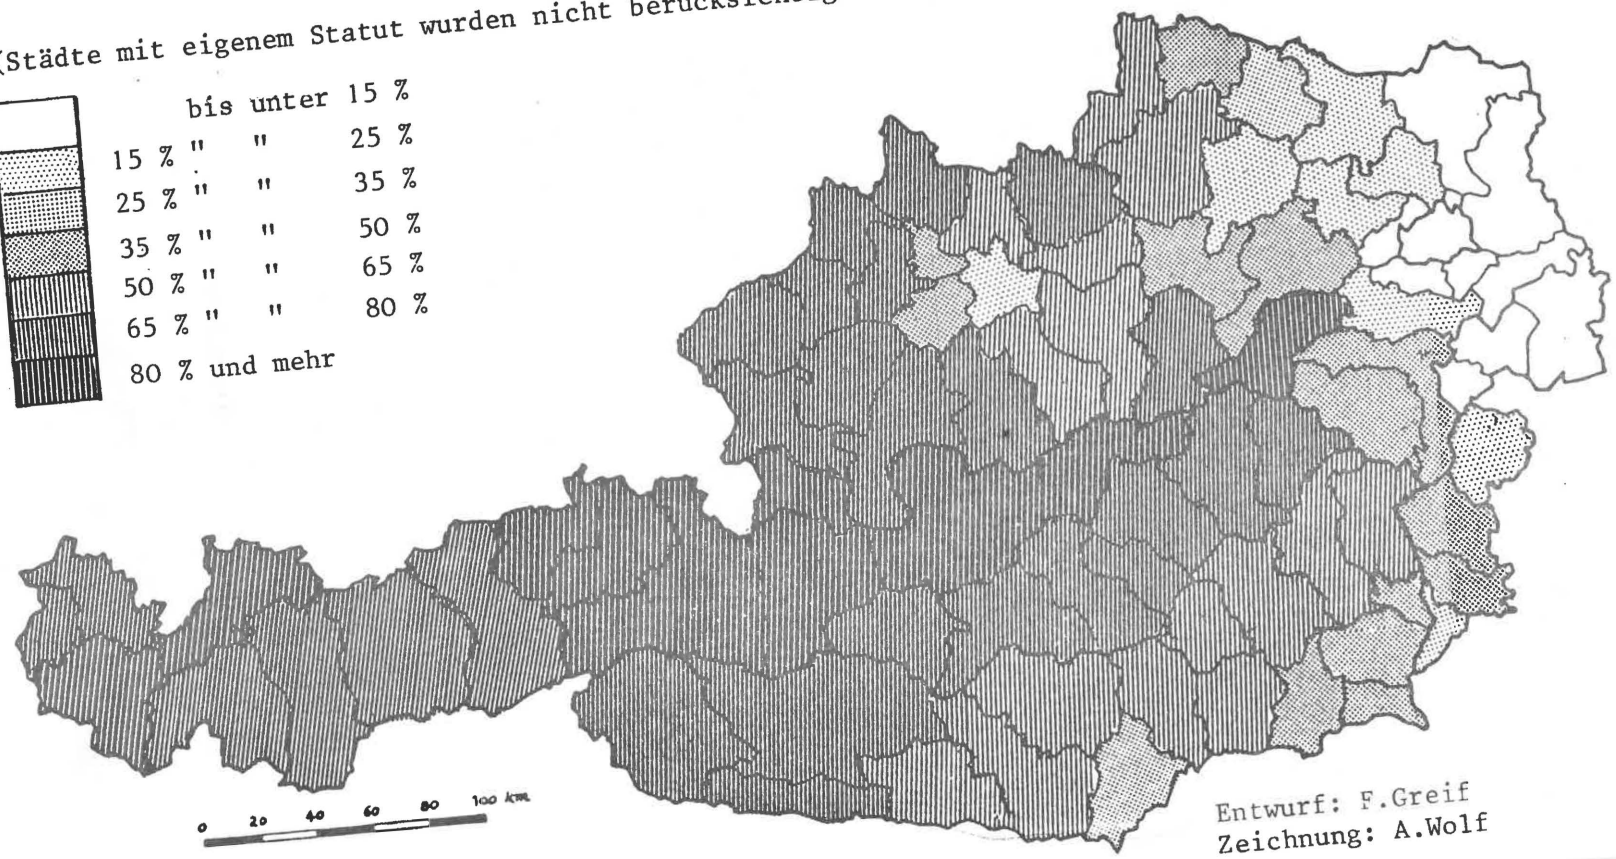 (Städte mit eigenem Statut wurden nicht
bis unter 15 %
15 % " " 25 %
25 % " " 35 %
35 % " " 50 %
50 % " " 65 %
65 % " " 80 %
80 % und mehr
0 20 40 60 80 100 km
Entwurf: F.Greif
Zeichnung: A.Wolf